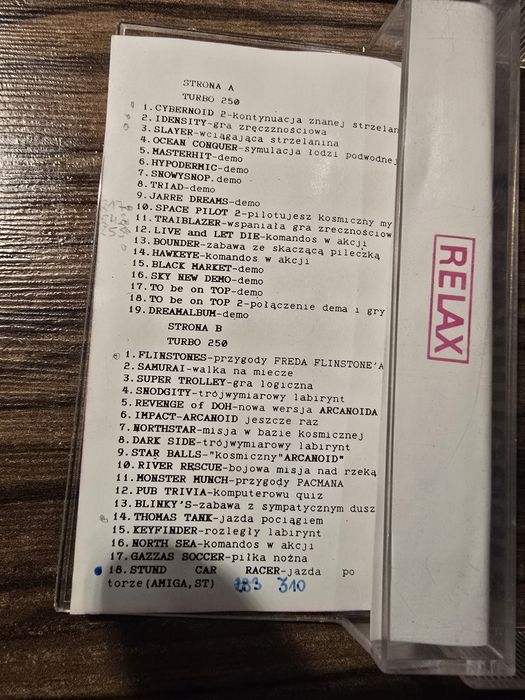 STRONA A
TURBO 250
1.CYBERNOID 2-kontynuacja znanej strzelan
2.IDENSITY-gra zręcznościowa
3.SLAYER-wciągająca strzelanina
4.OCEAN CONQUER-symulacja łodzi podwodnej
5.MASTERHIT-demo
6.HYPODERMIC-demo
7.SNOWYSNOP.demo
8.TRIAD-demo
9.JARRE DREAMS-demo
10.SPACE PILOT 2-pilotujesz kosmiczny my
11.TRAIBLAZER-wspaniała gra zrecznościow
12.LIVE and LET DIE-komandos w akcji
13.BOUNDER-zabawa ze skaczącą piłeczką
14.HAWKEYE-komandos w akcji
15.BLACK MARKET-demo
16.SKY NEW DEMO-demo
17.TO be on TOP-demo
18.TO be on TOP 2-połączenie dema i gry
19.DREAMALBUM-demo
STRONA B
TURBO 250
1.FLINSTONES-przygody FREDA FLINSTONE'A
2.SAMURAI-walka na miecze
3.SUPER TROLLEY-gra logiczna
4.SNODGITY-trójwymiarowy labirynt
5.REVENGE of DOH-nowa wersja ARCANOIDA
6.IMPACT-ARCANOID jeszcze raz
7.NORTHSTAR-misja w bazie kosmicznej
8.DARK SIDE-trójwymiarowy labirynt
9.STAR BALLS-"kosmiczny"ARCANOID"
10.RIVER RESCUE-bojowa misja nad rzeką
11.MONSTER MUNCH-przygody PACMANA
12.PUB TRIVIA-komputerowu quiz
13.BLINKY'S-zabawa z sympatycznym dusz
14.THOMAS TANK-jazda pociągiem
15.KEYFINDER-rozległy labirynt
16.NORTH SEA-komandos w akcji
17.GAZZAS SOCCER-piłka nożna
18.STUND CAR RACER-jazda po
torze(AMIGA,ST) 310
RELAX